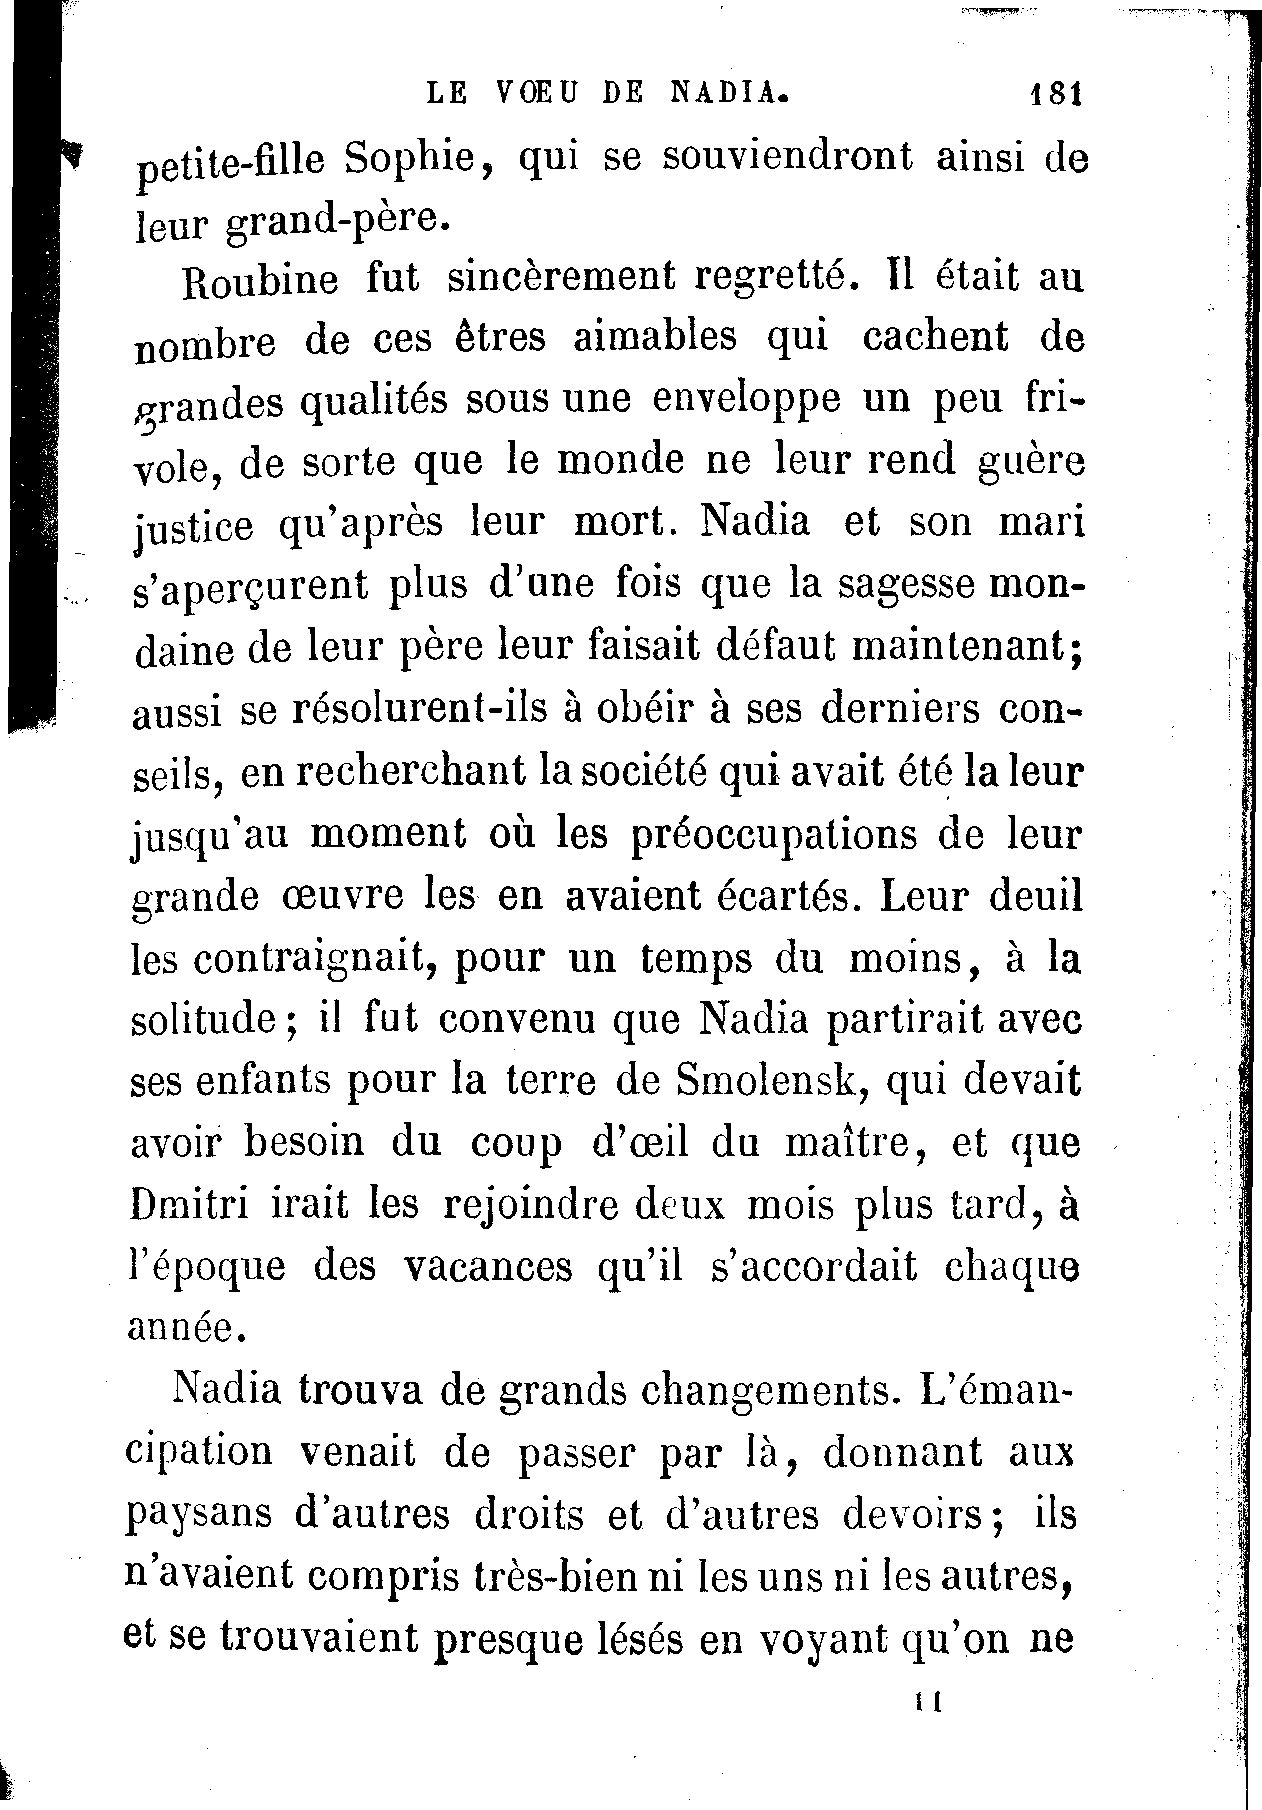 LE VŒU DE NADIA. 181
petite-fille Sophie, qui se souviendront ainsi de
leur grand-père.
Roubine fut sincèrement regretté. Il était au
nombre de ces êtres aimables qui cachent de
grandes qualités sous une enveloppe un peu fri-
vole, de sorte que le monde ne leur rend guère
justice qu'après leur mort. Nadia et son mari
s'aperçurent plus d'une fois que la sagesse mon-
daine de leur père leur faisait défaut maintenant;
aussi se résolurent-ils à obéir à ses derniers con-
seils, en recherchant la société qui avait été la leur
jusqu'au moment où les préoccupations de leur
grande œuvre les en avaient écartés. Leur deuil
les contraignait, pour un temps du moins, à la
solitude; il fut convenu que Nadia partirait avec
ses enfants pour la terre de Smolensk, qui devait
avoir besoin du coup d'œil du maître, et que
Dmitri irait les rejoindre deux mois plus tard, à
l'époque des vacances qu'il s'accordait chaque
année.
Nadia trouva de grands changements. L'éman-
cipation venait de passer par là, donnant aux
paysans d'autres droits et d'autres devoirs; ils
n'avaient compris très-bien ni les uns ni les autres,
et se trouvaient presque lésés en voyant qu'on ne
11